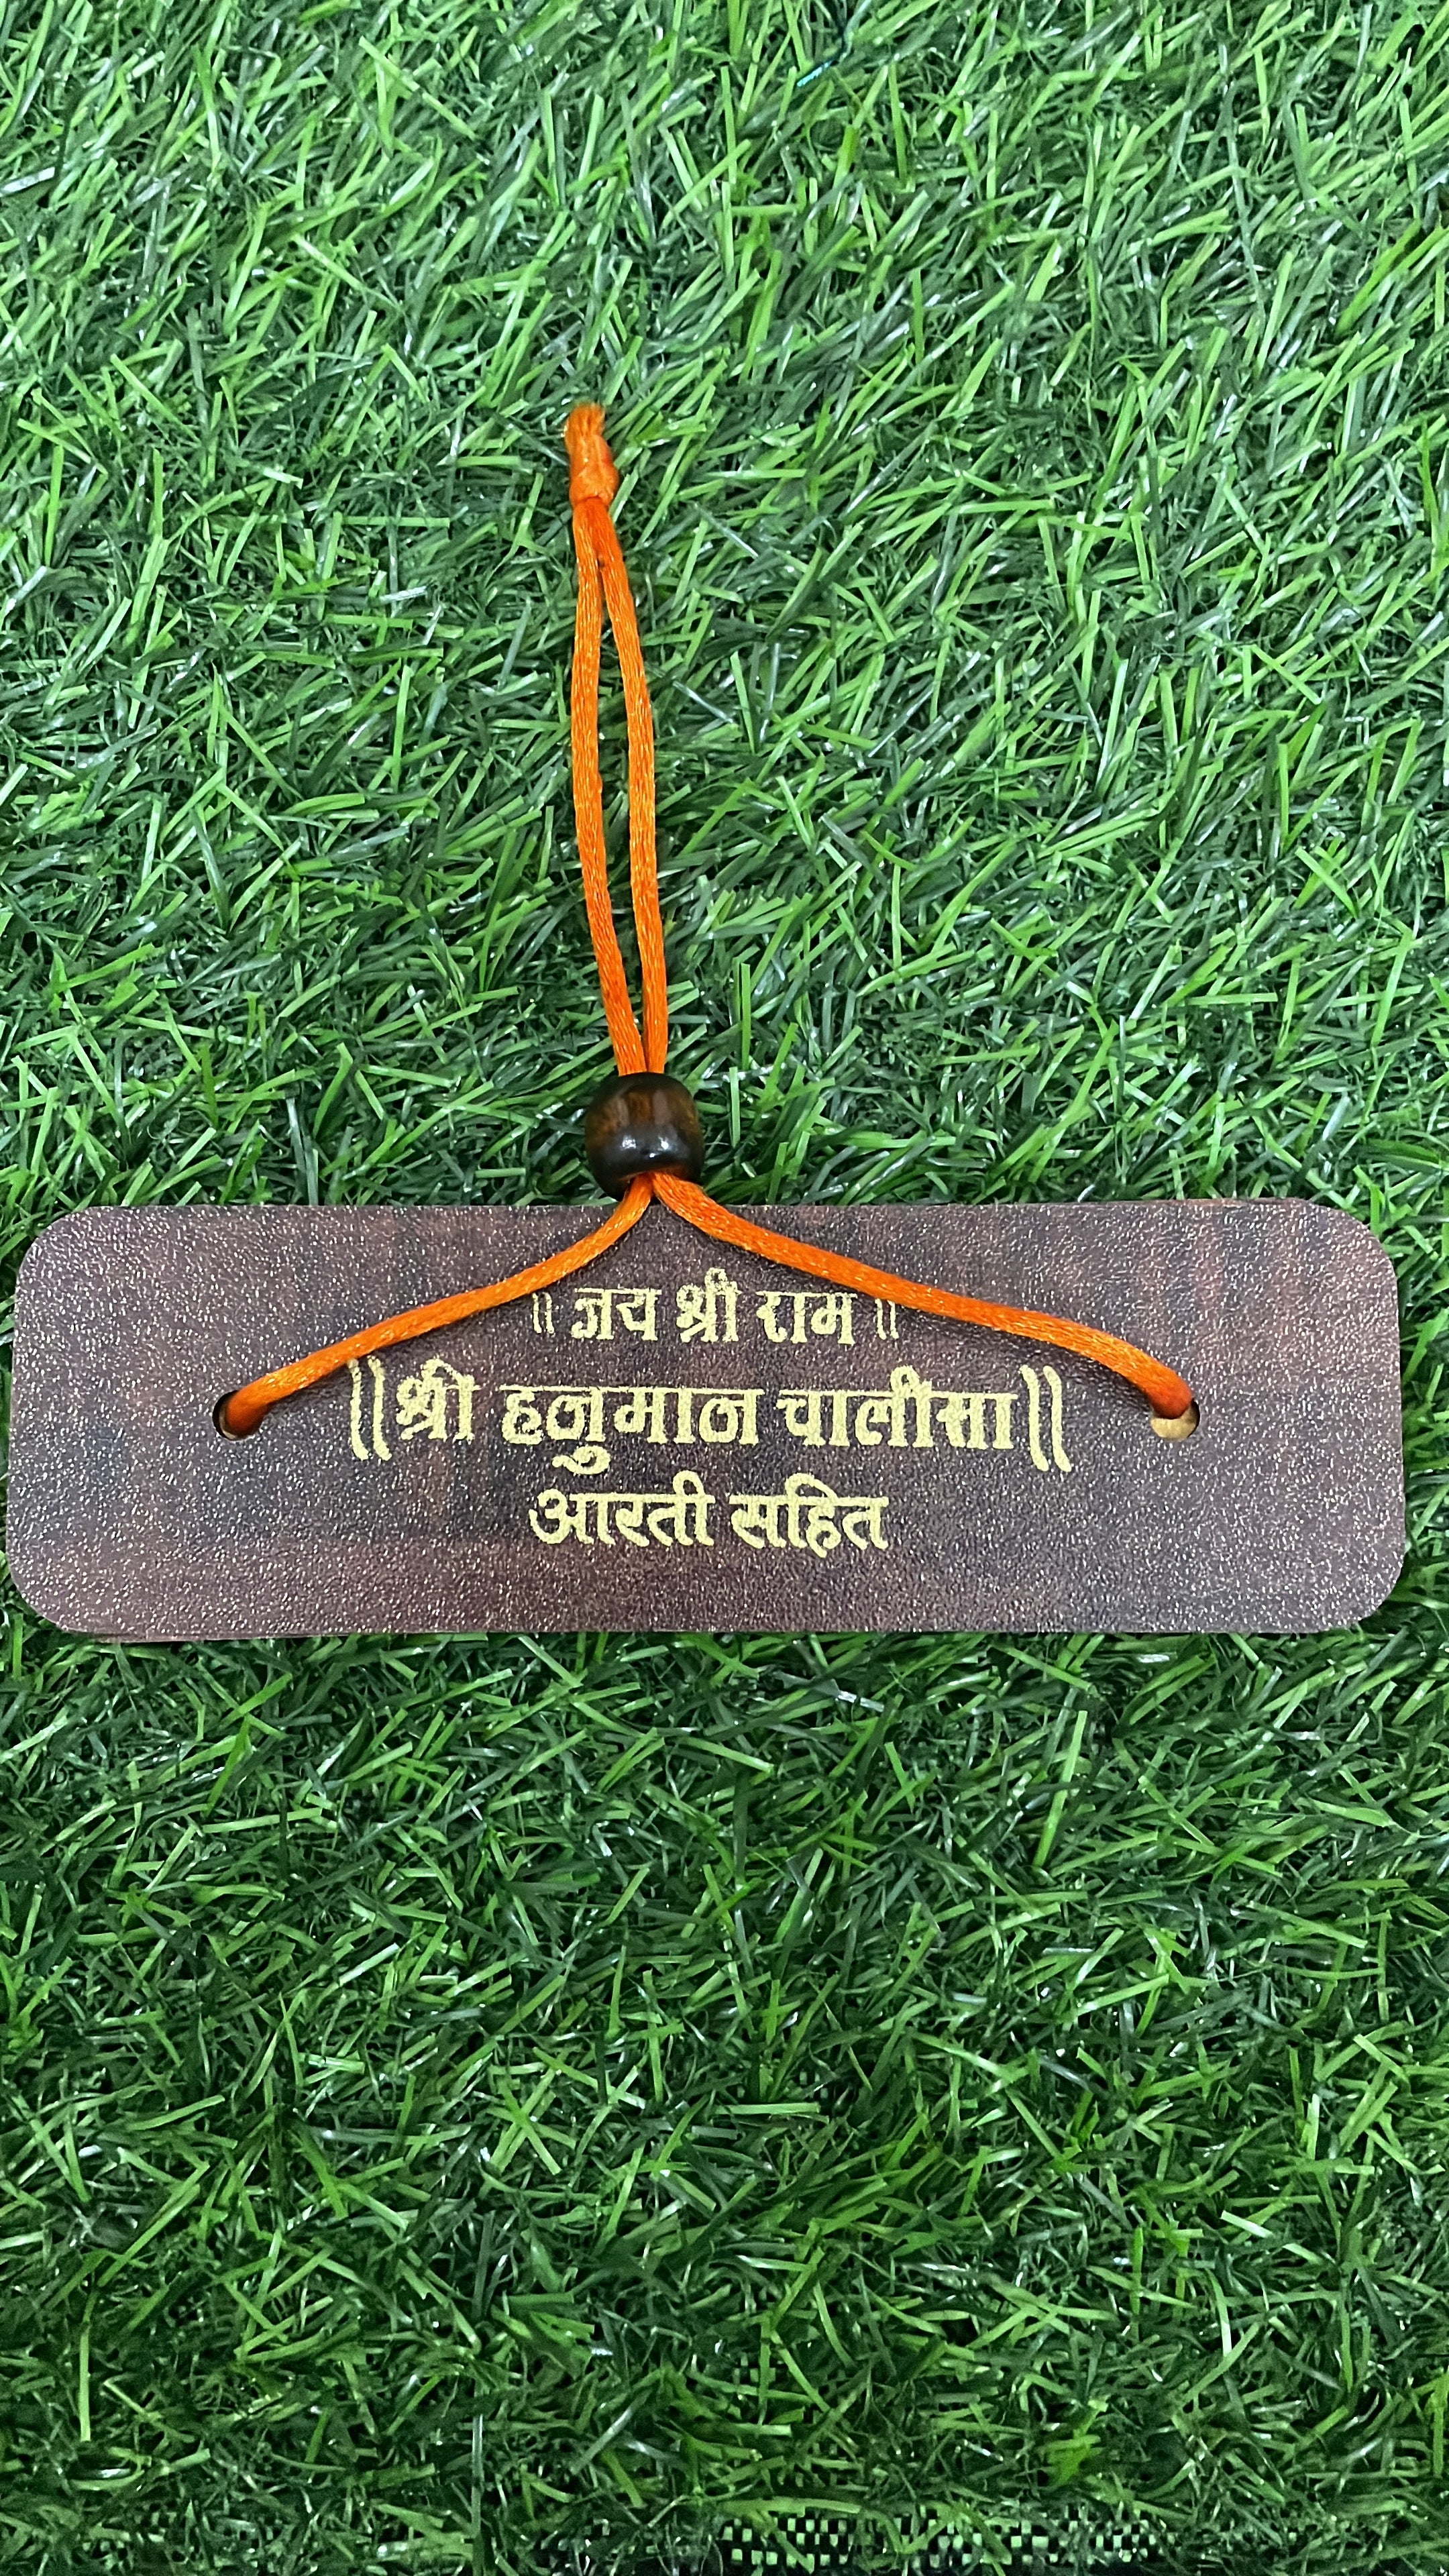 ॥ जय श्री राम ॥
॥श्री हनुमान चालीसा॥
आरती सहित